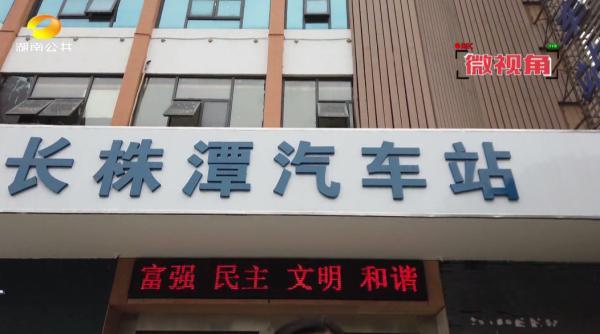 湖南公共
微视角
长株潭汽车站
富强 民主 文明 和谐